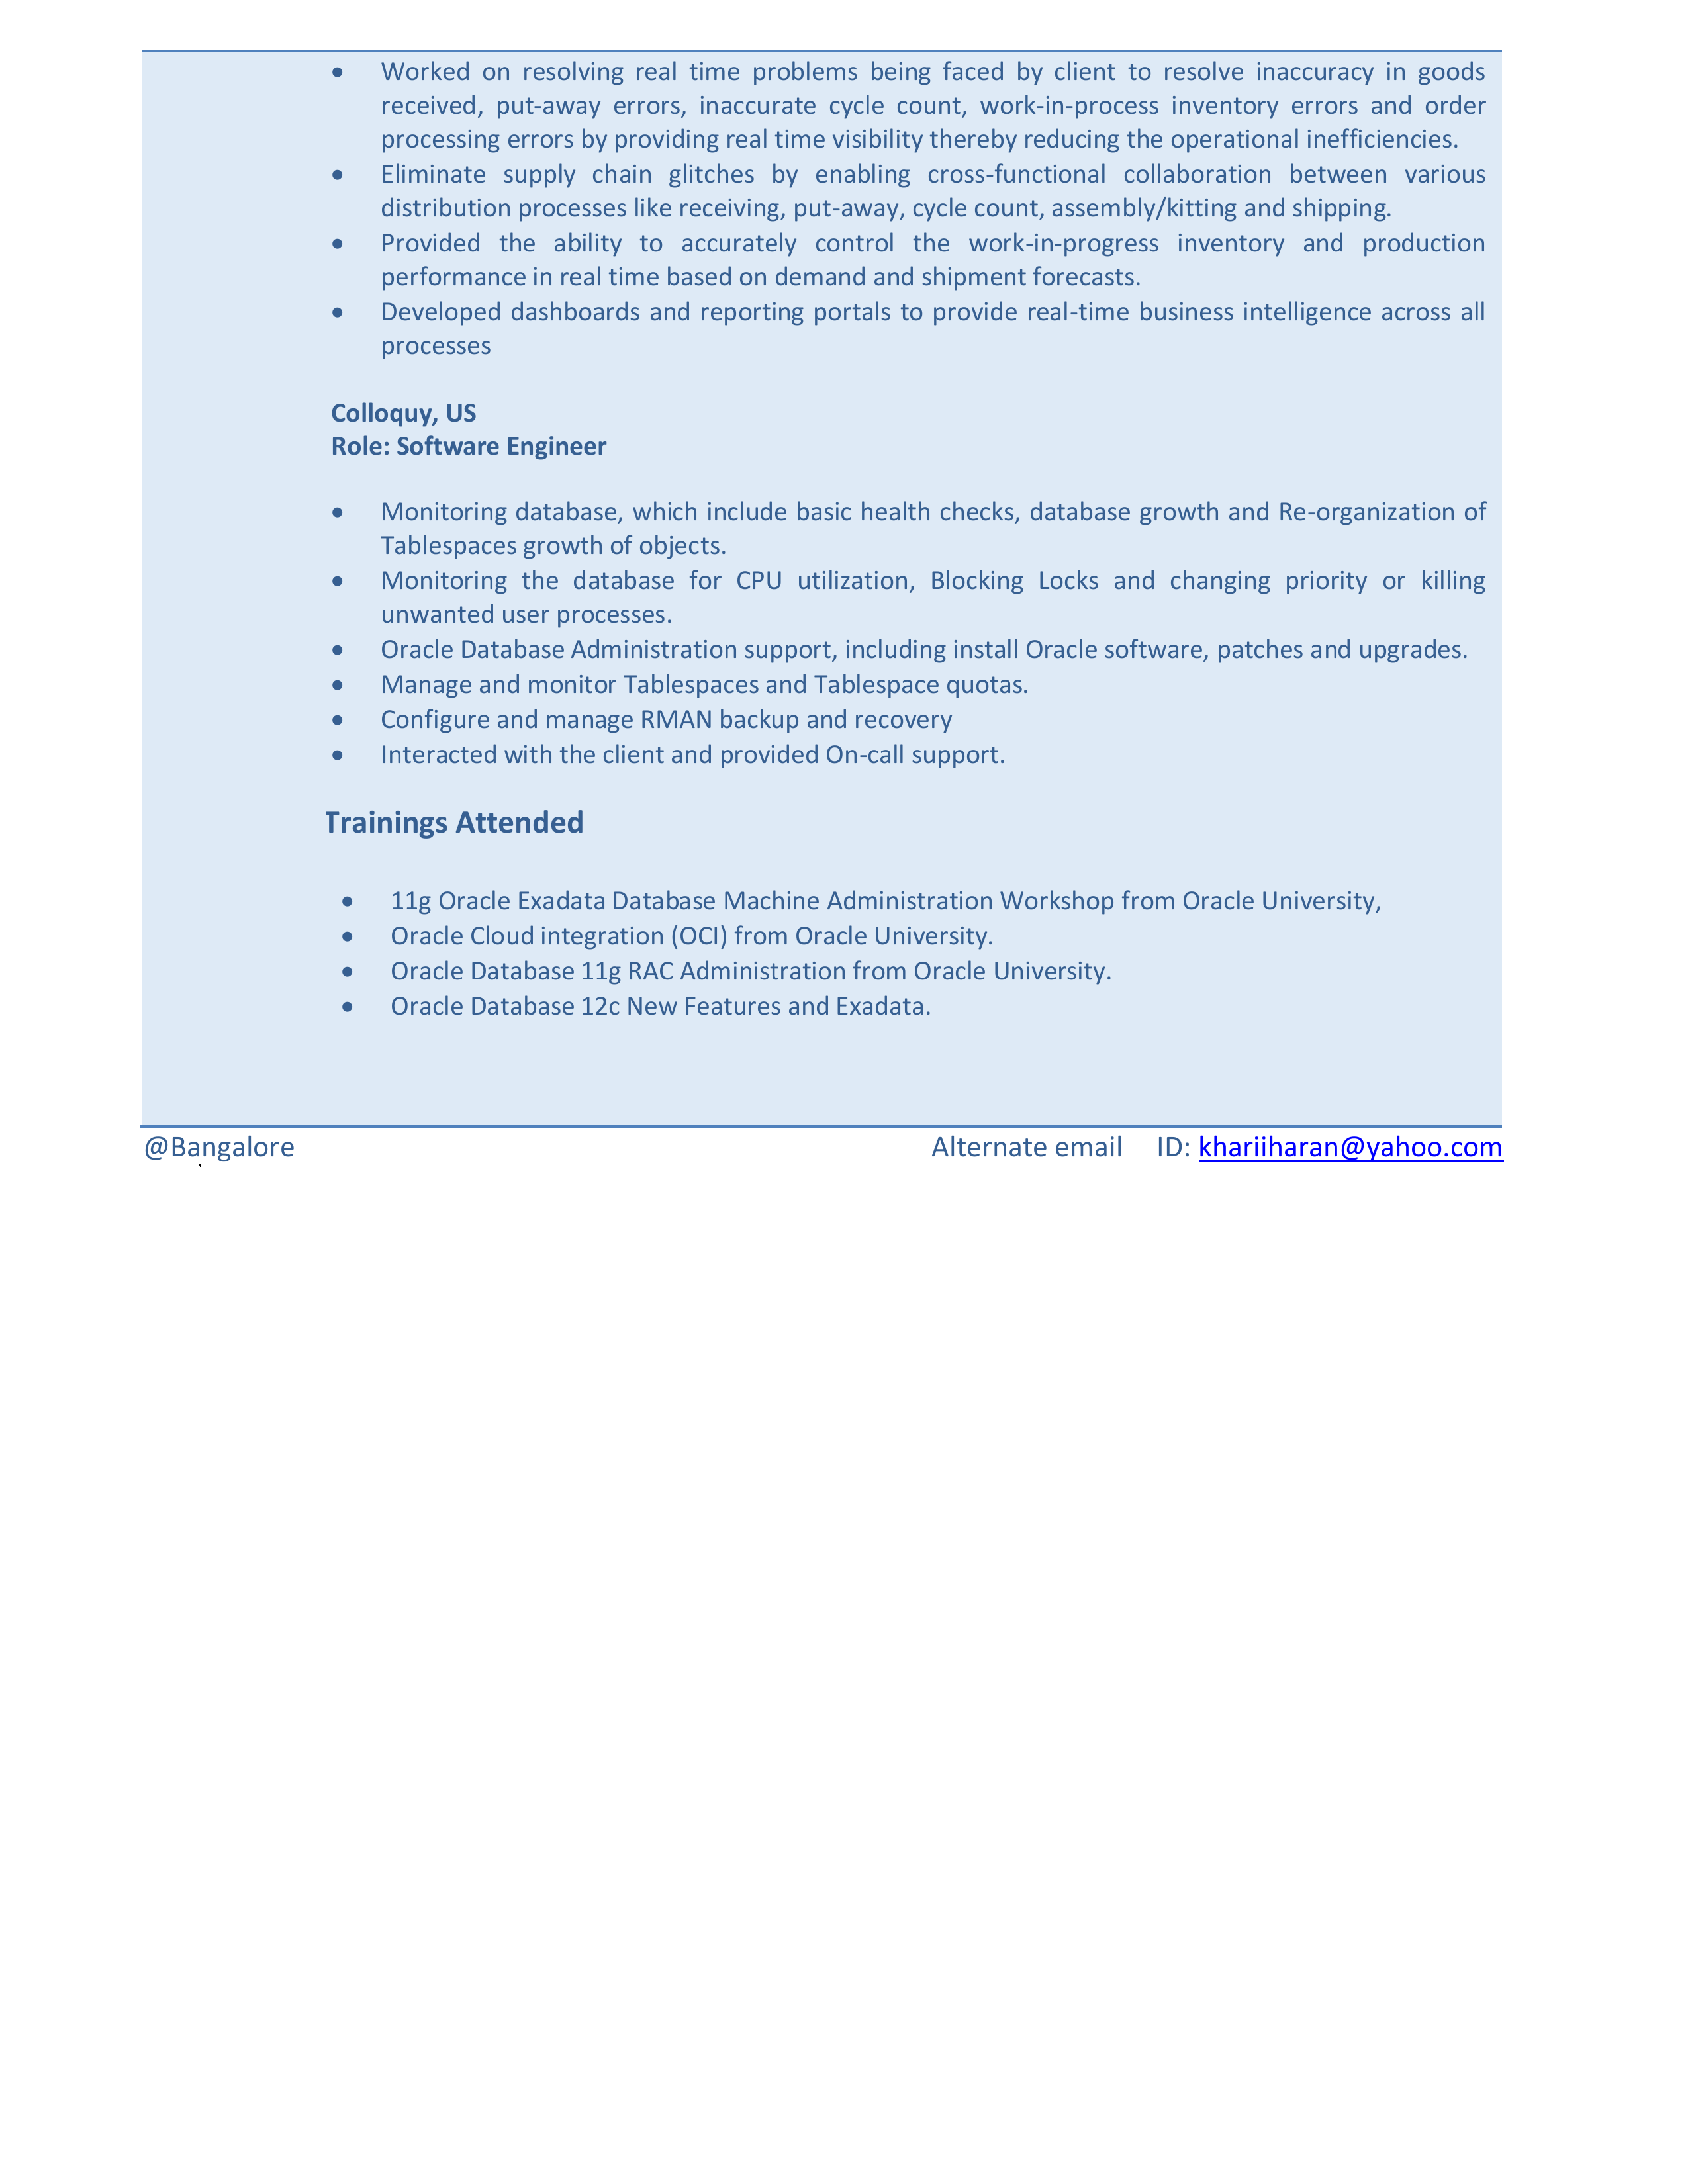 • Worked on resolving real time problems being faced by client to resolve inaccuracy in goods
received, put-away errors, inaccurate cycle count, work-in-process inventory errors and order
processing errors by providing real time visibility thereby reducing the operational inefficiencies.
• Eliminate supply chain glitches by enabling cross-functional collaboration between various
distribution processes like receiving, put-away, cycle count, assembly/kitting and shipping.
• Provided the ability to accurately control the work-in-progress inventory and production
performance in real time based on demand and shipment forecasts.
• Developed dashboards and reporting portals to provide real-time business intelligence across all
processes
Colloquy, US
Role: Software Engineer
• Monitoring database, which include basic health checks, database growth and Re-organization of
Tablespaces growth of objects.
• Monitoring the database for CPU utilization, Blocking Locks and changing priority or killing
unwanted user processes.
• Oracle Database Administration support, including install Oracle software, patches and upgrades.
• Manage and monitor Tablespaces and Tablespace quotas.
• Configure and manage RMAN backup and recovery
• Interacted with the client and provided On-call support.
Trainings Attended
• 11g Oracle Exadata Database Machine Administration Workshop from Oracle University,
• Oracle Cloud integration (OCI) from Oracle University.
• Oracle Database 11g RAC Administration from Oracle University.
• Oracle Database 12c New Features and Exadata.
@Bangalore Alternate email ID: khariiharan@yahoo.com